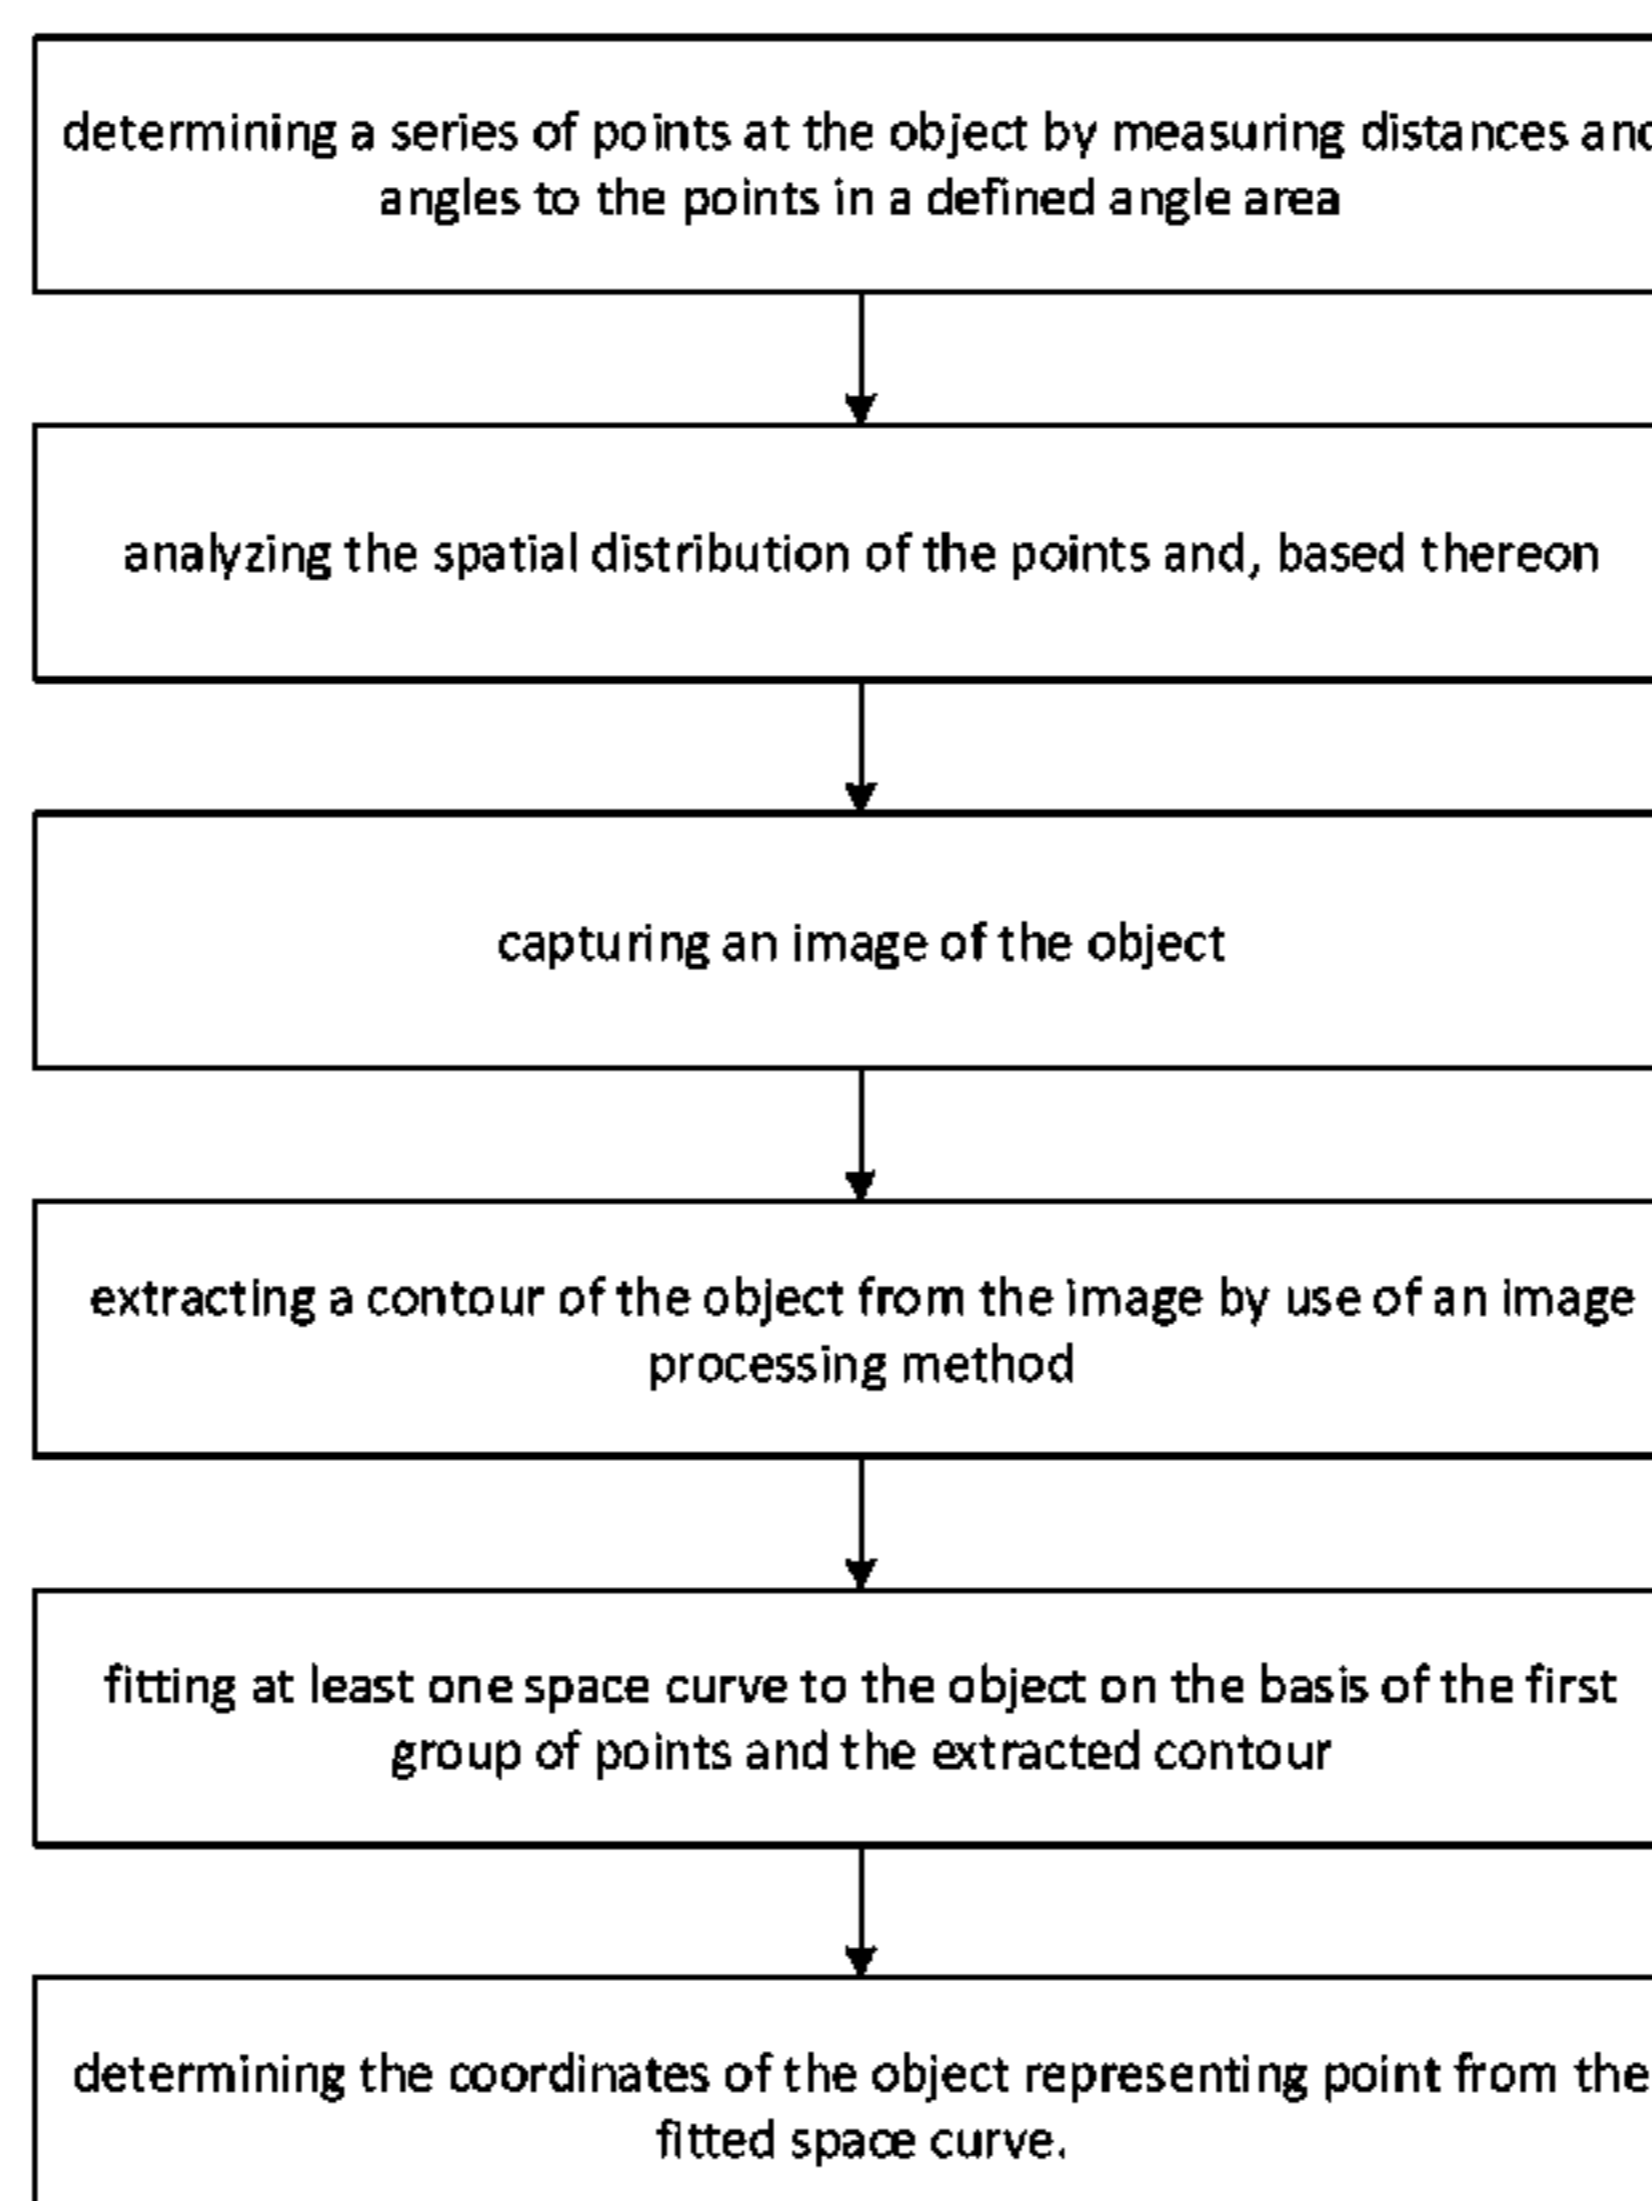 determining a series of points at the object by measuring distances and
angles to the points in a defined angle area
analyzing the spatial distribution of the points and, based thereon
capturing an image of the object
extracting a contour of the object from the image by use of an image
processing method
fitting at least one space curve to the object on the basis of the first
group of points and the extracted contour
determining the coordinates of the object representing point from the
fitted space curve.